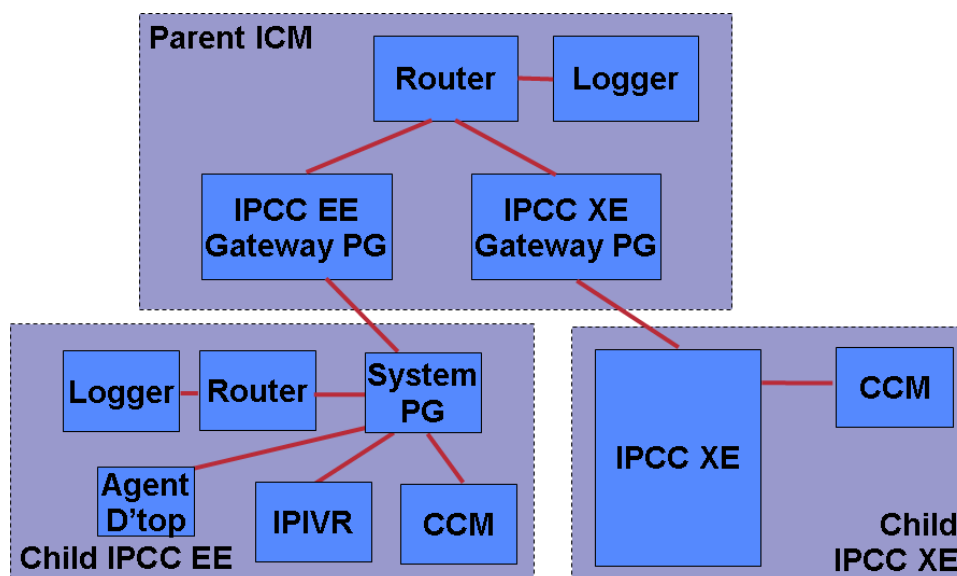 Parent ICM
Router
Logger
IPCC EE
Gateway PG
IPCC XE
Gateway PG
Logger
Router
System
PG
Agent
D'top
IPIVR
CCM
Child IPCC EE
IPCC XE
CCM
Child
IPCC XE